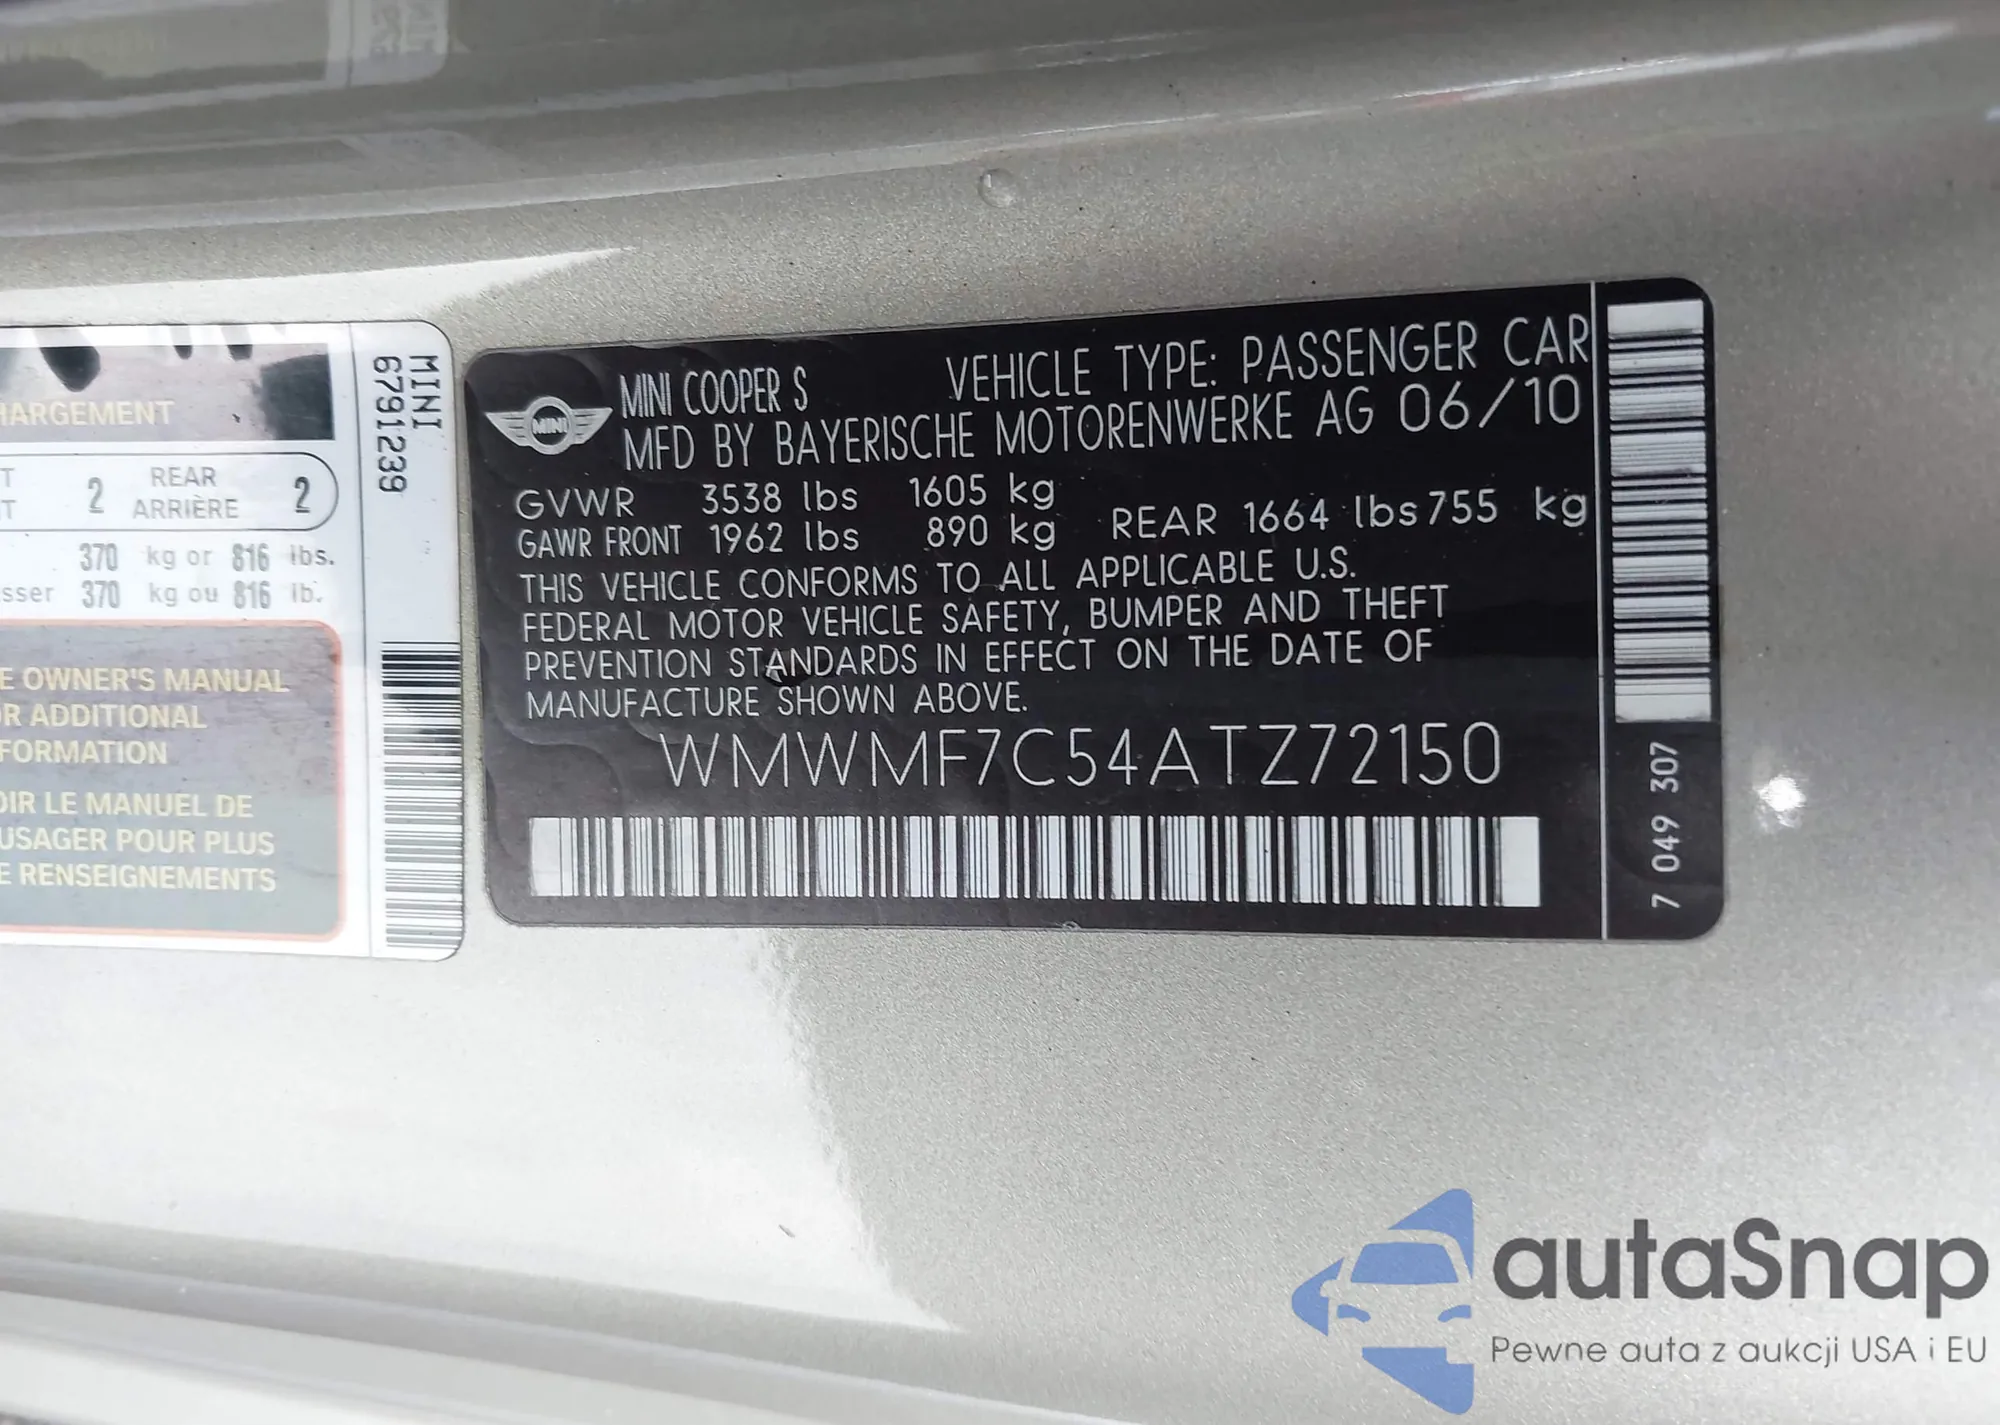 HARGEMENT
T 2 REAR 2
T ARRIÈRE
370 kg or 816 lbs.
sser 370 kg ou 816 lb.
E OWNER'S MANUAL
R ADDITIONAL
FORMATION
OIR LE MANUEL DE
USAGER POUR PLUS
E RENSEIGNEMENTS
MINI
6791239
MINI
MINI COOPER S VEHICLE TYPE: PASSENGER CAR
MFD BY BAYERISCHE MOTORENWERKE AG 06/10
GVWR 3538 lbs 1605 kg
GAWR FRONT 1962 lbs 890 kg REAR 1664 lbs 755 kg
THIS VEHICLE CONFORMS TO ALL APPLICABLE U.S.
FEDERAL MOTOR VEHICLE SAFETY, BUMPER AND THEFT
PREVENTION STANDARDS IN EFFECT ON THE DATE OF
MANUFACTURE SHOWN ABOVE.
WMWMF7C54ATZ72150
7 049 307
autaSnap
Pewne auta z aukcji USA i EU